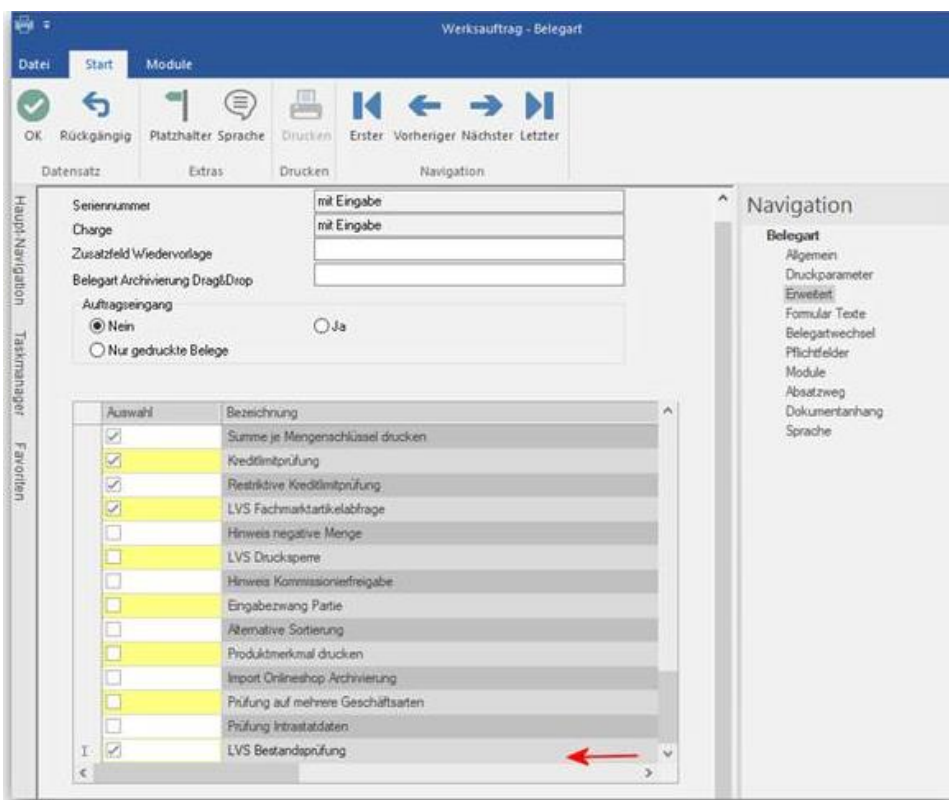 Werksauftrag - Belegart
Datei Start Module
OK Rückgängig Platzhalter Sprache Drucken Erster Vorheriger Nächster Letzter
Datensatz Extras Drucken Navigation
Haupt-Navigation
Taskmanager
Favoriten
Seriennummer mit Eingabe
Charge mit Eingabe
Zusatzfeld Wiedervorlage
Belegart Archivierung Drag&Drop
Auftragseingang
Nein Ja
Nur gedruckte Belege
Auswahl Bezeichnung
Summe je Mengenschlüssel drucken
Kreditlimitprüfung
Restriktive Kreditlimitprüfung
LVS Fachmarktartikelabfrage
Hinweis negative Menge
LVS Drucksperre
Hinweis Kommissionierfreigabe
Eingabezwang Partie
Alternative Sortierung
Produktmerkmal drucken
Import Onlineshop Archivierung
Prüfung auf mehrere Geschäftsarten
Prüfung Intrastatdaten
LVS Bestandsprüfung
Navigation
Belegart
Allgemein
Druckparameter
Erweitert
Formular Texte
Belegartwechsel
Pflichtfelder
Module
Absatzweg
Dokumentanhang
Sprache